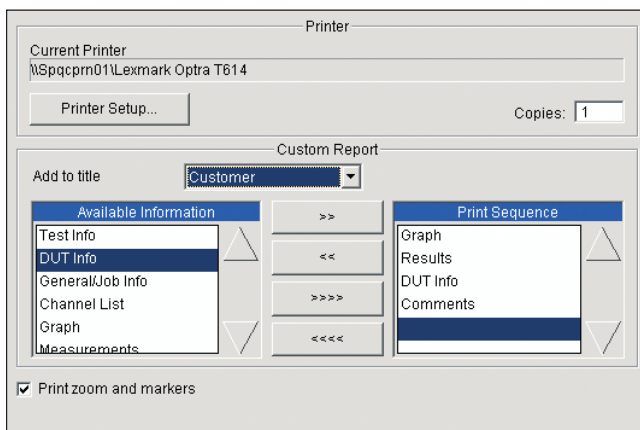 Printer
Current Printer
\\Spqcprn01\Lexmark Optra T614
Printer Setup...
Copies: 1
Custom Report
Add to title Customer
Available Information
Test Info
DUT Info
General/Job Info
Channel List
Graph
Measurements
>>
<<
>>>>
<<<<
Print Sequence
Graph
Results
DUT Info
Comments
Print zoom and markers